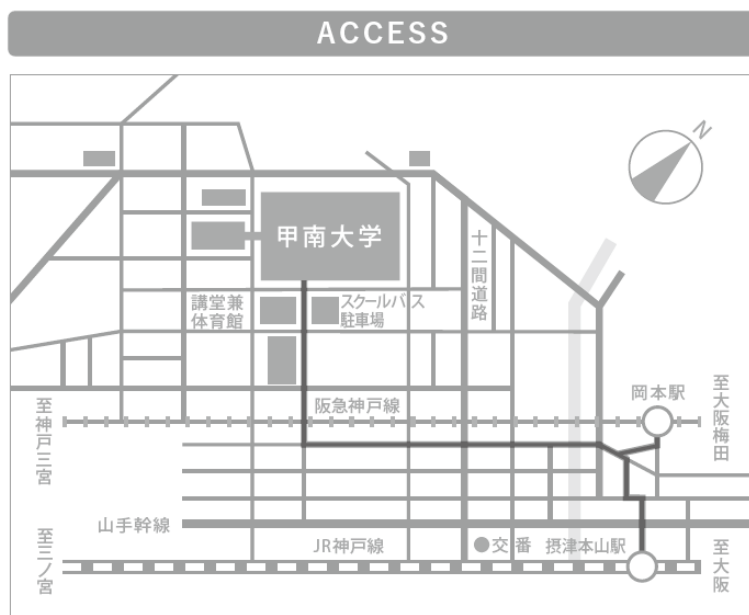 ACCESS
N
甲南大学
十二間道路
講堂兼
体育館
スクールバス
駐車場
岡本駅
阪急神戸線
至神戸三宮
至大阪梅田
山手幹線
JR神戸線
交番
摂津本山駅
至三ノ宮
至大阪